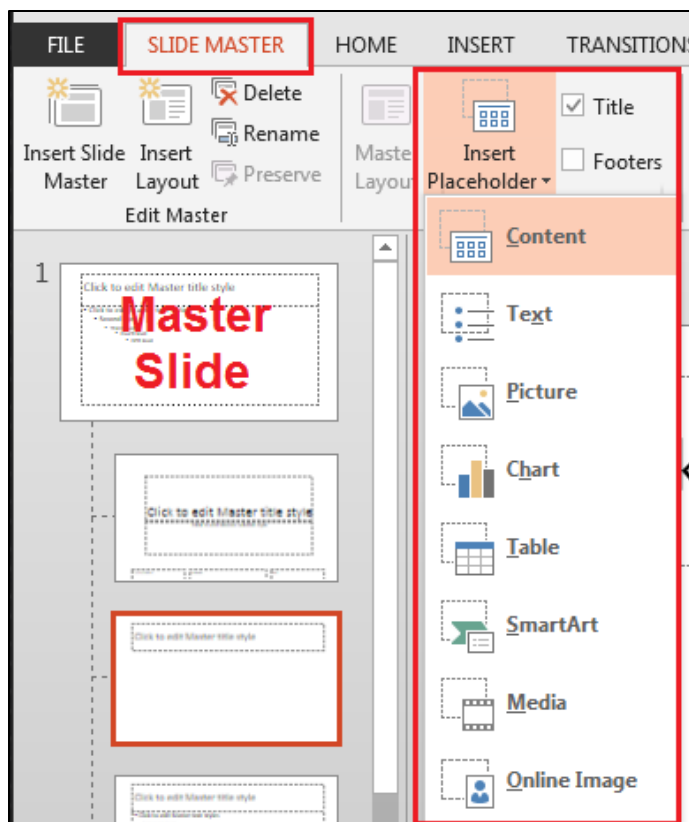 FILE SLIDE MASTER HOME INSERT TRANSITIONS
Insert Slide Master
Insert Layout
Delete
Rename
Preserve
Edit Master
Master Layout
Insert Placeholder
Title
Footers
Content
Text
Picture
Chart
Table
SmartArt
Media
Online Image
1
Click to edit Master title style
Master
Slide
Click to edit Master title style
Click to edit Master title style
Click to edit Master title style